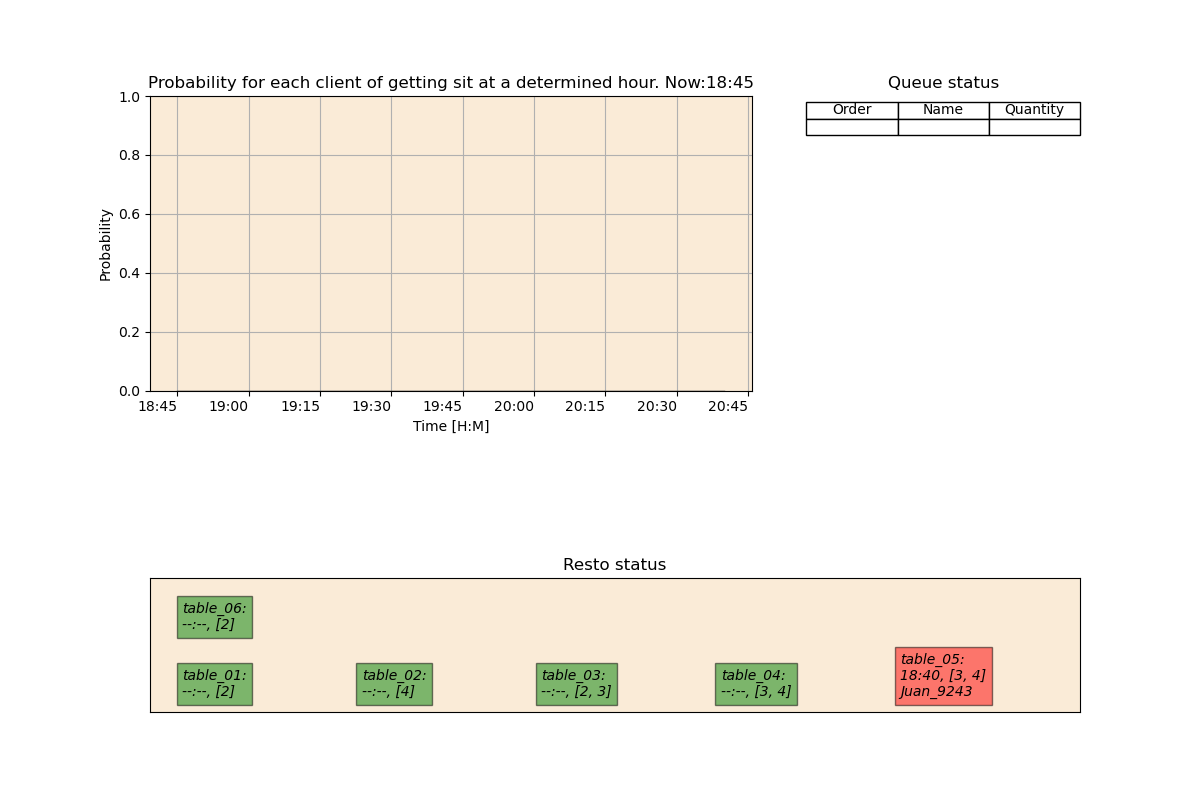 Probability for each client of getting sit at a determined hour. Now:18:45
1.0
0.8
0.6
0.4
0.2
0.0
Probability
18:45 19:00 19:15 19:30 19:45 20:00 20:15 20:30 20:45
Time [H:M]
Queue status
Order Name Quantity
Resto status
table_06:
--:--, [2]
table_01:
--:--, [2]
table_02:
--:--, [4]
table_03:
--:--, [2, 3]
table_04:
--:--, [3, 4]
table_05:
18:40, [3, 4]
Juan_9243